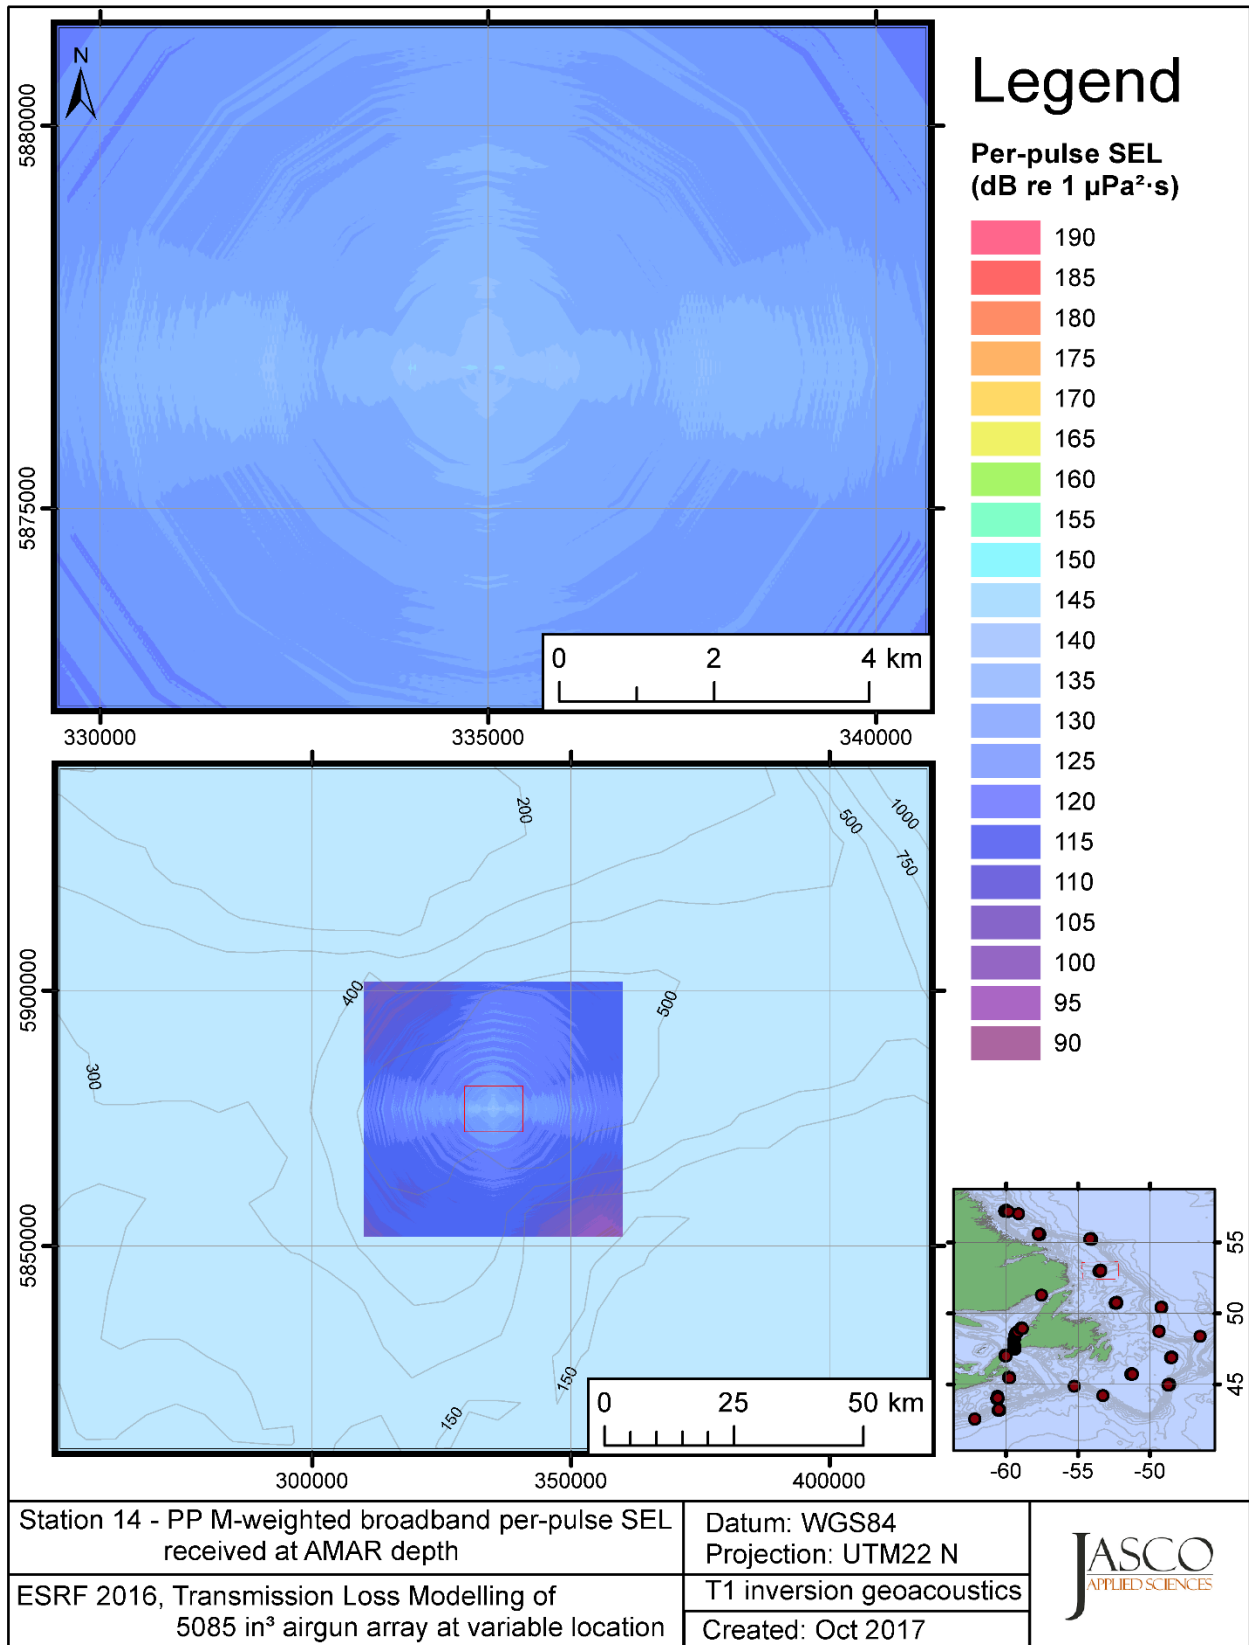 N
5880000
5875000
0 2 4 km
330000 335000 340000
Legend
Per-pulse SEL
(dB re 1 µPa²·s)
190
185
180
175
170
165
160
155
150
145
140
135
130
125
120
115
110
105
100
95
90
200
500
1000
750
400
500
300
150
150
5900000
5850000
0 25 50 km
300000 350000 400000
55
50
45
-60 -55 -50
Station 14 - PP M-weighted broadband per-pulse SEL
received at AMAR depth
ESRF 2016, Transmission Loss Modelling of
5085 in³ airgun array at variable location
Datum: WGS84
Projection: UTM22 N
T1 inversion geoacoustics
Created: Oct 2017
JASCO
APPLIED SCIENCES